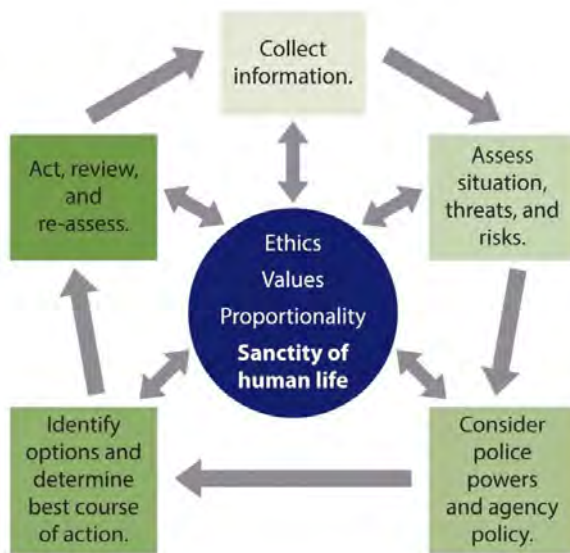 Collect
information.
Assess
situation,
threats, and
risks.
Consider
police
powers
and agency
policy.
Identify
options and
determine
best course
of action.
Act, review,
and
re-assess.
Ethics
Values
Proportionality
Sanctity of
human life